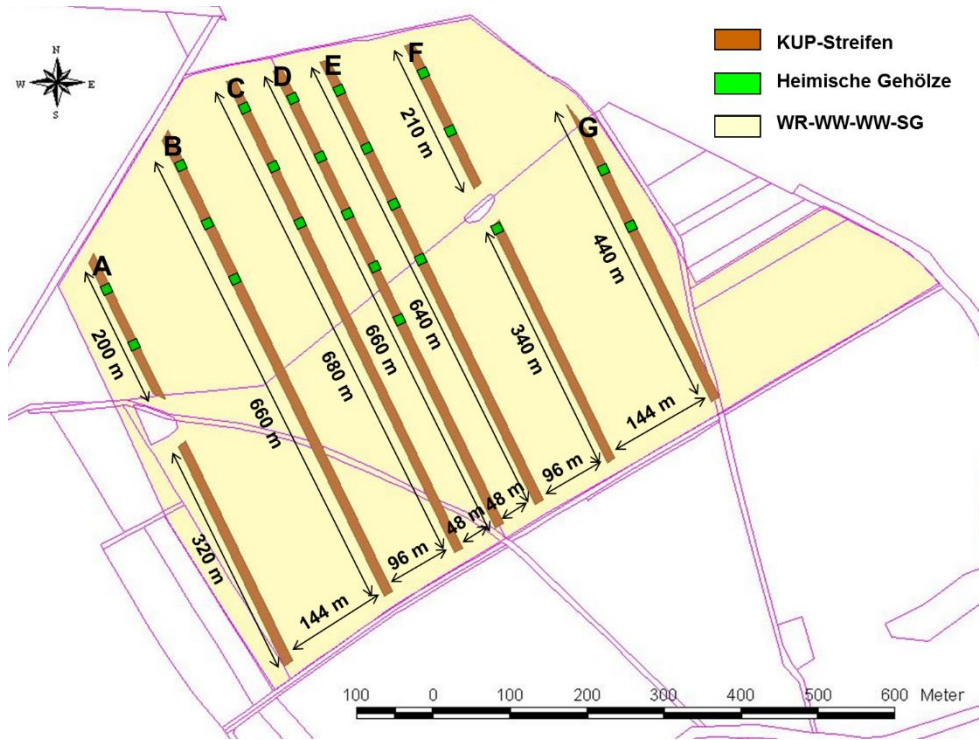 N
W E
S
KUP-Streifen
Heimische Gehölze
WR-WW-WW-SG
A
B
C
D
E
F
G
200 m
320 m
660 m
680 m
660 m
640 m
210 m
340 m
440 m
144 m
96 m
48 m
48 m
96 m
144 m
100 0 100 200 300 400 500 600 Meter